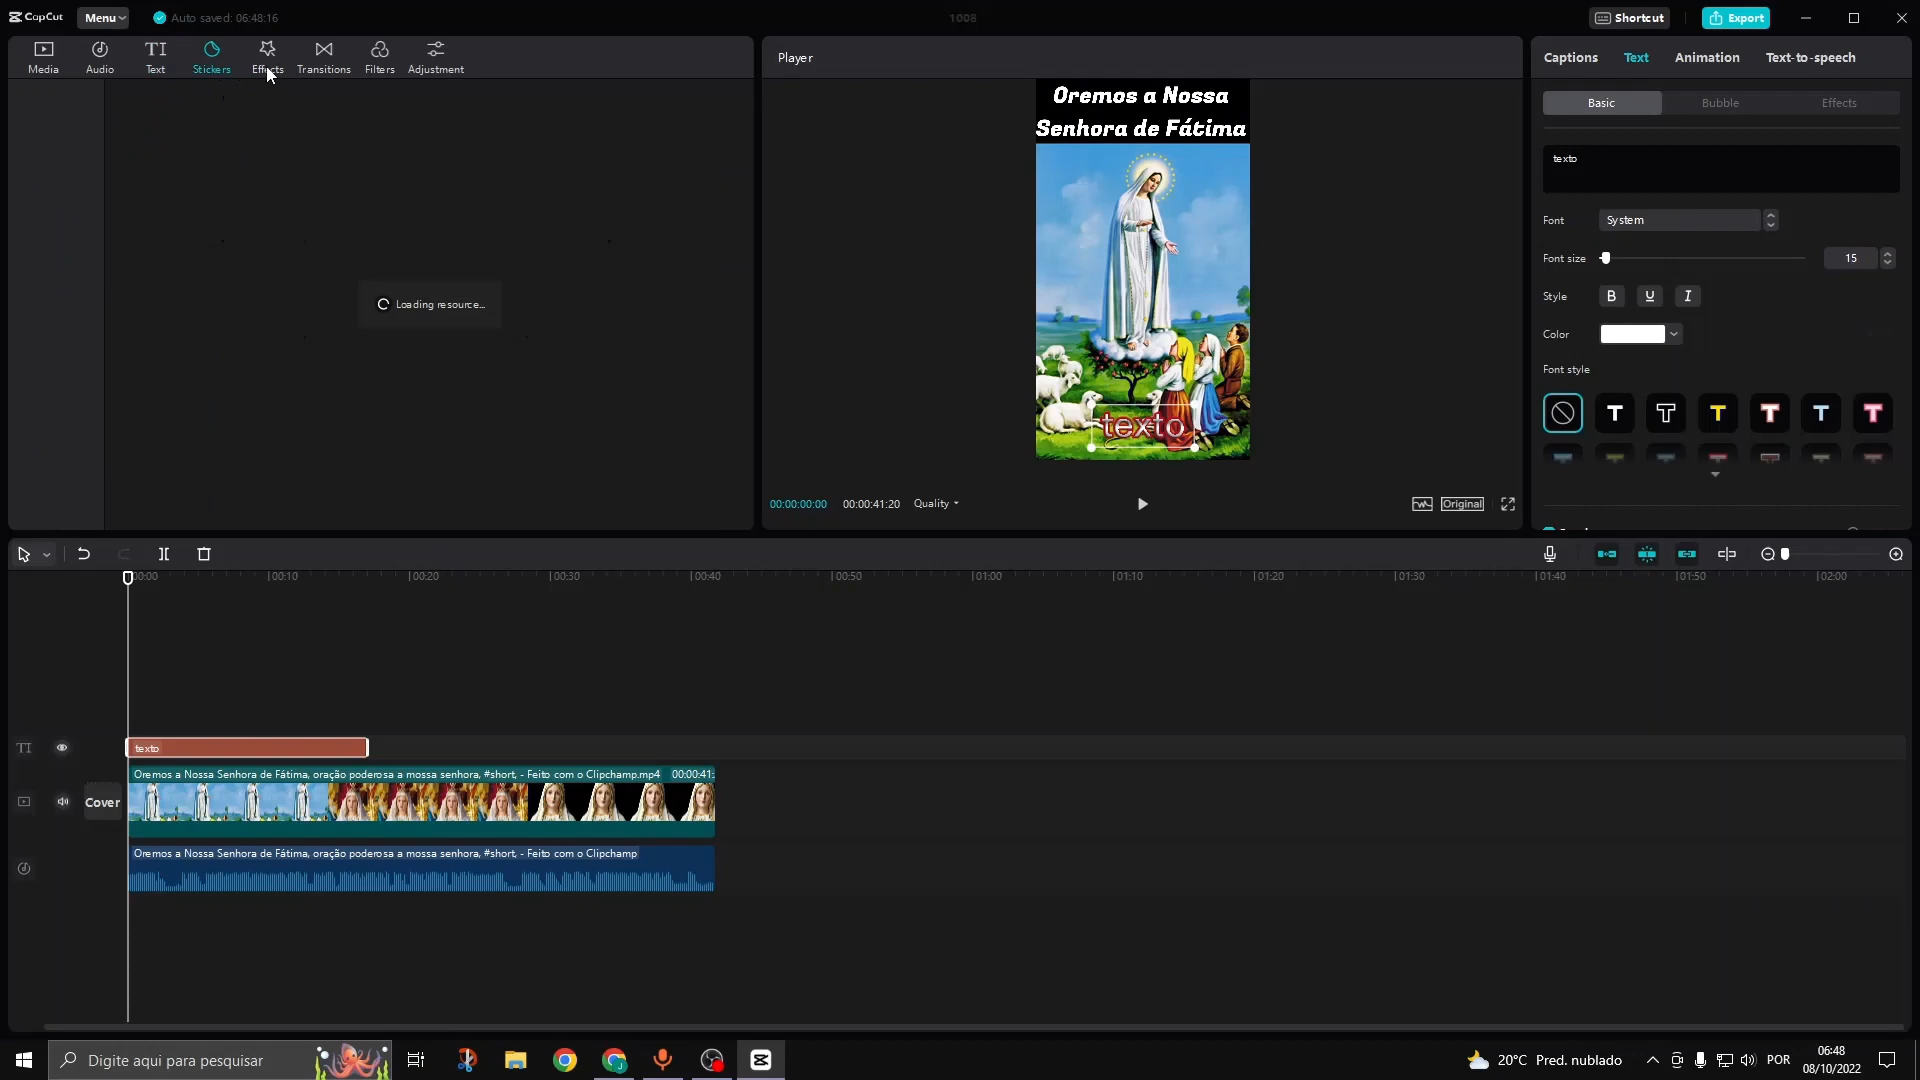 CapCut
Menu
Auto saved: 06:48:16
1008
Shortcut
Export
Media
Audio
Text
Stickers
Effects
Transitions
Filters
Adjustment
Loading resource...
Player
Oremos a Nossa
Senhora de Fátima
texto
00:00:00:00
00:00:41:20
Quality
Original
Captions
Text
Animation
Text-to-speech
Basic
Bubble
Effects
texto
Font
System
Font size
15
Style
B
U
I
Color
Font style
T T T T T T T
00:00
00:10
00:20
00:30
00:40
00:50
01:00
01:10
01:20
01:30
01:40
01:50
02:00
TI
texto
Oremos a Nossa Senhora de Fátima, oração poderosa a mossa senhora, #short, - Feito com o Clipchamp.mp4
00:00:41:
Cover
Oremos a Nossa Senhora de Fátima, oração poderosa a mossa senhora, #short, - Feito com o Clipchamp
Digite aqui para pesquisar
20°C Pred. nublado
POR
06:48
08/10/2022